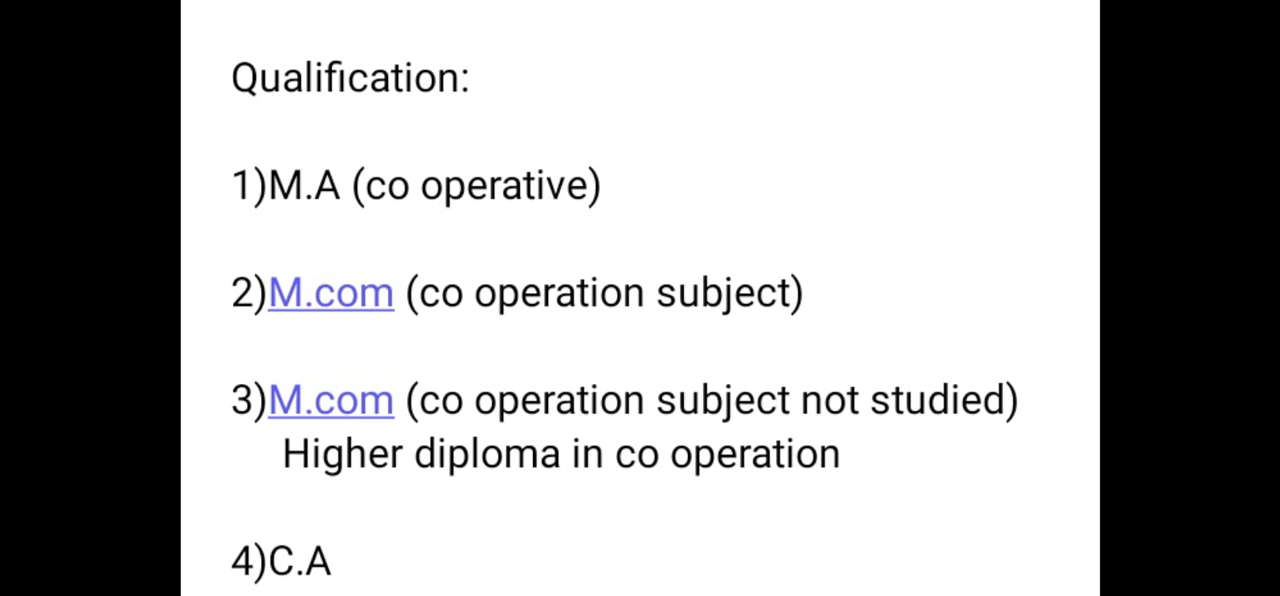 Qualification:
1)M.A (co operative)
2)M.com (co operation subject)
3)M.com (co operation subject not studied)
Higher diploma in co operation
4)C.A